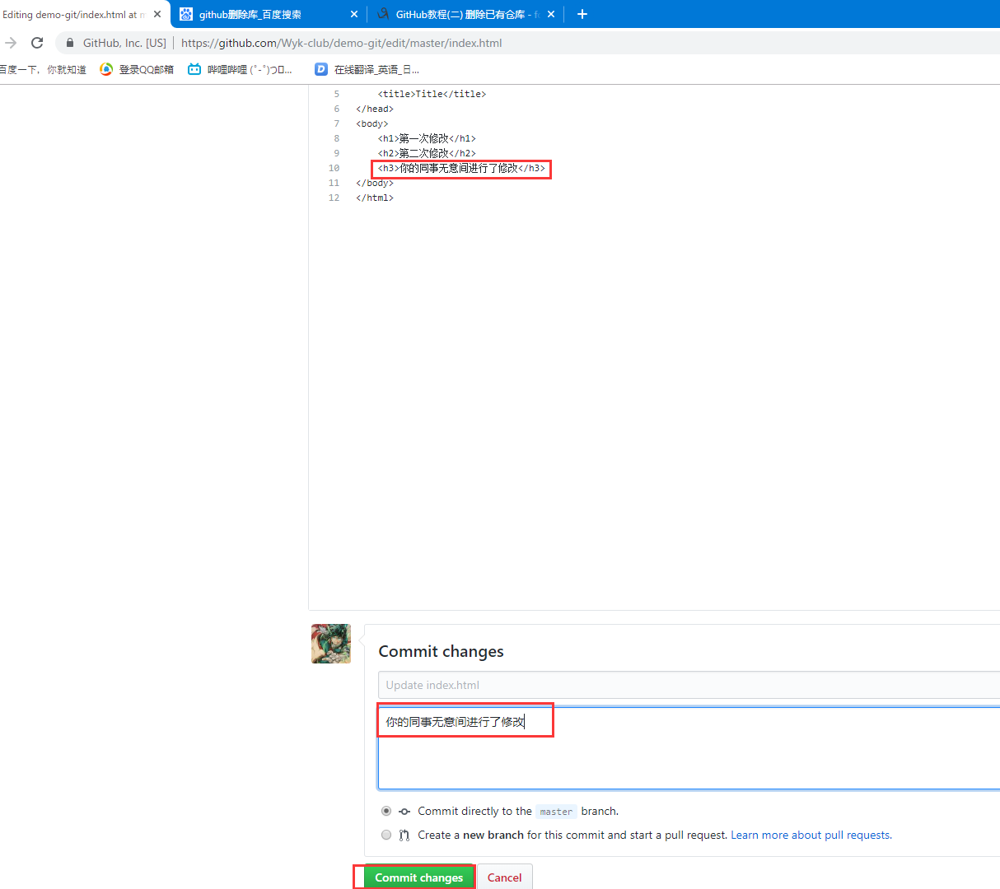 Editing demo-git/index.html at m
github删除库_百度搜索
GitHub教程(二) 删除已有仓库 - f
GitHub, Inc. [US]
https://github.com/Wyk-club/demo-git/edit/master/index.html
百度一下，你就知道
登录QQ邮箱
哔哩哔哩 (゜-゜)つ...
在线翻译_英语_日...
5 <title>Title</title>
6 </head>
7 <body>
8 <h1>第一次修改</h1>
9 <h2>第二次修改</h2>
10 <h3>你的同事无意间进行了修改</h3>
11 </body>
12 </html>
Commit changes
Update index.html
你的同事无意间进行了修改
Commit directly to the master branch.
Create a new branch for this commit and start a pull request. Learn more about pull requests.
Commit changes
Cancel